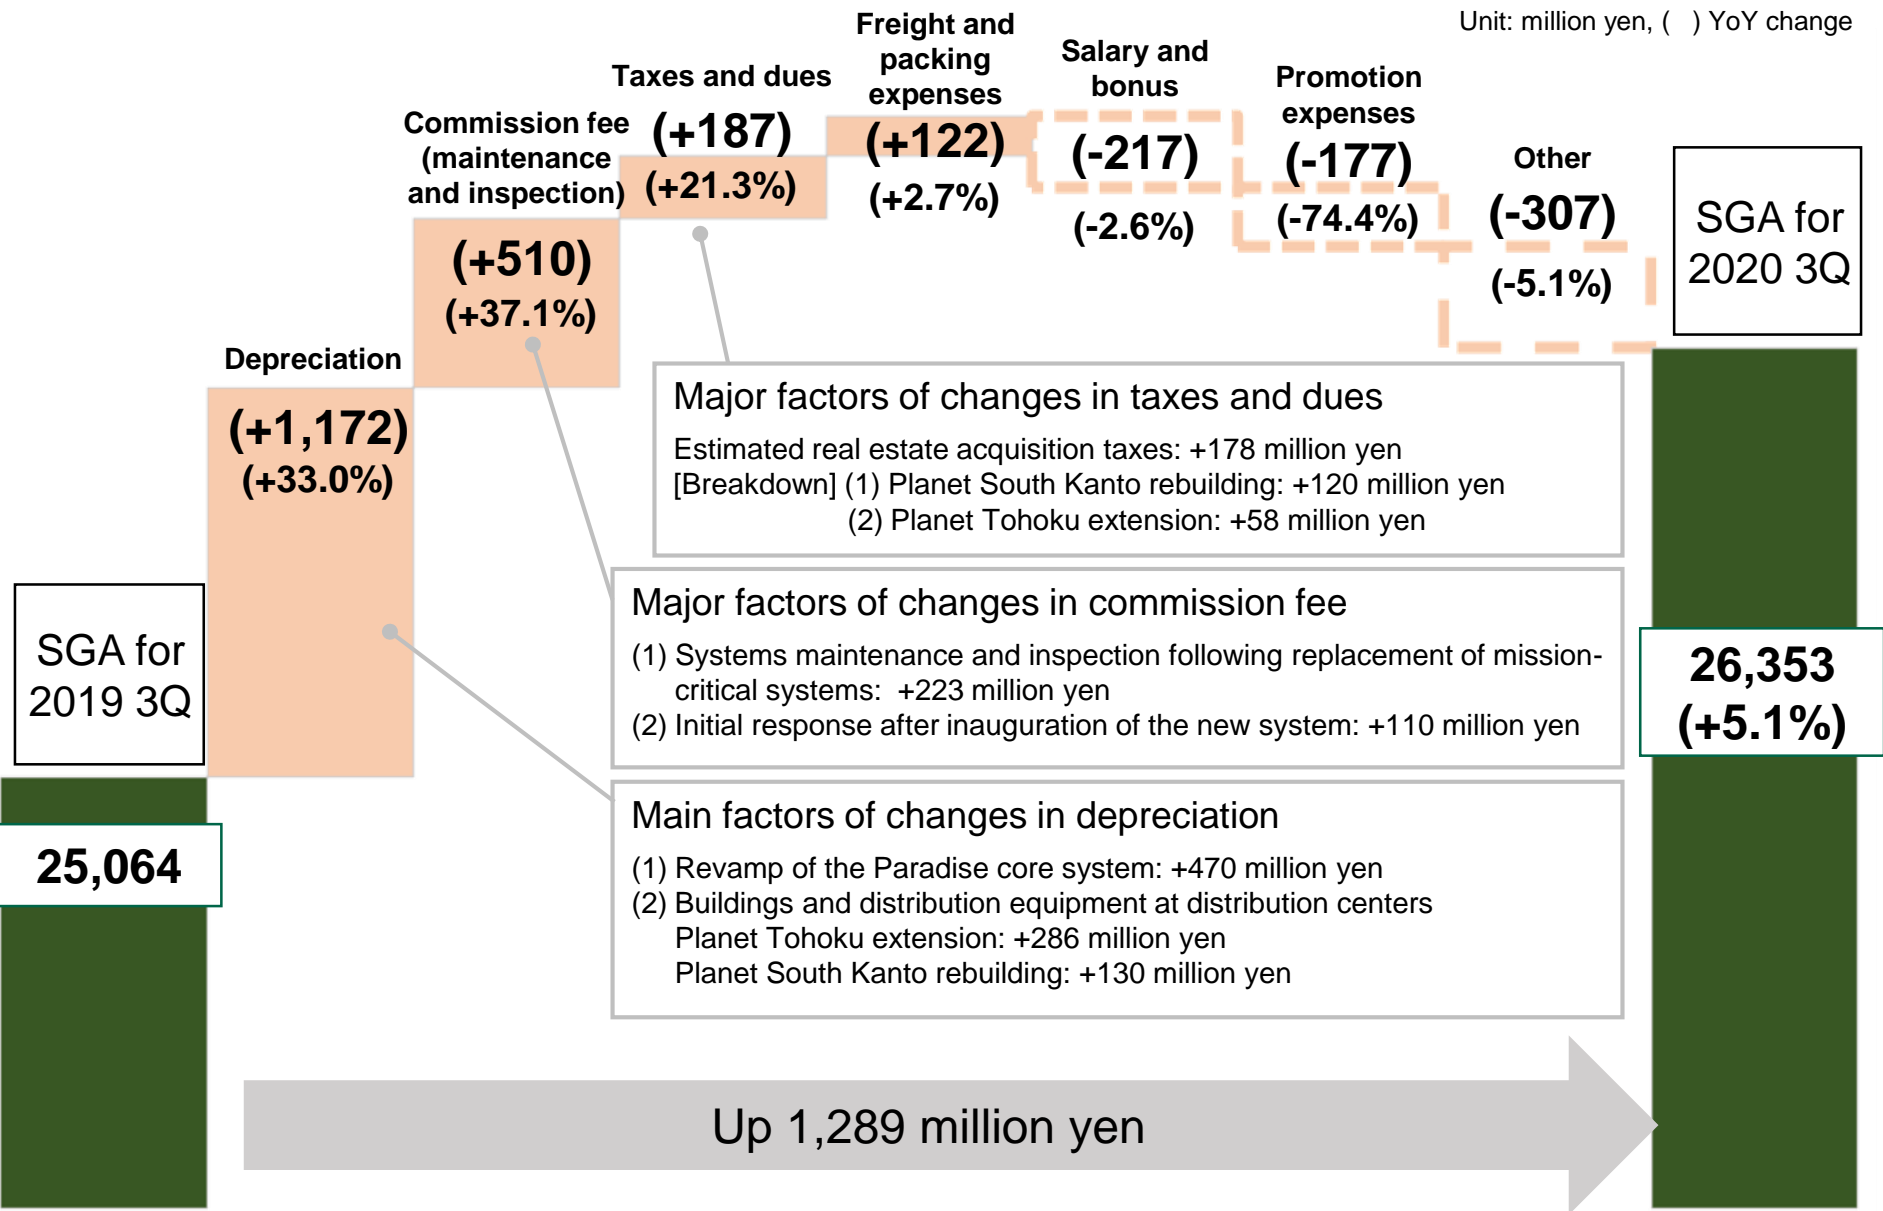 Unit: million yen, (   ) YoY change
SGA for
2019 3Q
25,064
Depreciation
(+1,172)
(+33.0%)
Commission fee
(maintenance
and inspection)
(+510)
(+37.1%)
Taxes and dues
(+187)
(+21.3%)
Freight and
packing
expenses
(+122)
(+2.7%)
Salary and
bonus
(-217)
(-2.6%)
Promotion
expenses
(-177)
(-74.4%)
Other
(-307)
(-5.1%)
SGA for
2020 3Q
26,353
(+5.1%)
Major factors of changes in taxes and dues
Estimated real estate acquisition taxes: +178 million yen
[Breakdown] (1) Planet South Kanto rebuilding: +120 million yen
(2) Planet Tohoku extension: +58 million yen
Major factors of changes in commission fee
(1) Systems maintenance and inspection following replacement of mission-
critical systems:  +223 million yen
(2) Initial response after inauguration of the new system: +110 million yen
Main factors of changes in depreciation
(1) Revamp of the Paradise core system: +470 million yen
(2) Buildings and distribution equipment at distribution centers
Planet Tohoku extension: +286 million yen
Planet South Kanto rebuilding: +130 million yen
Up 1,289 million yen